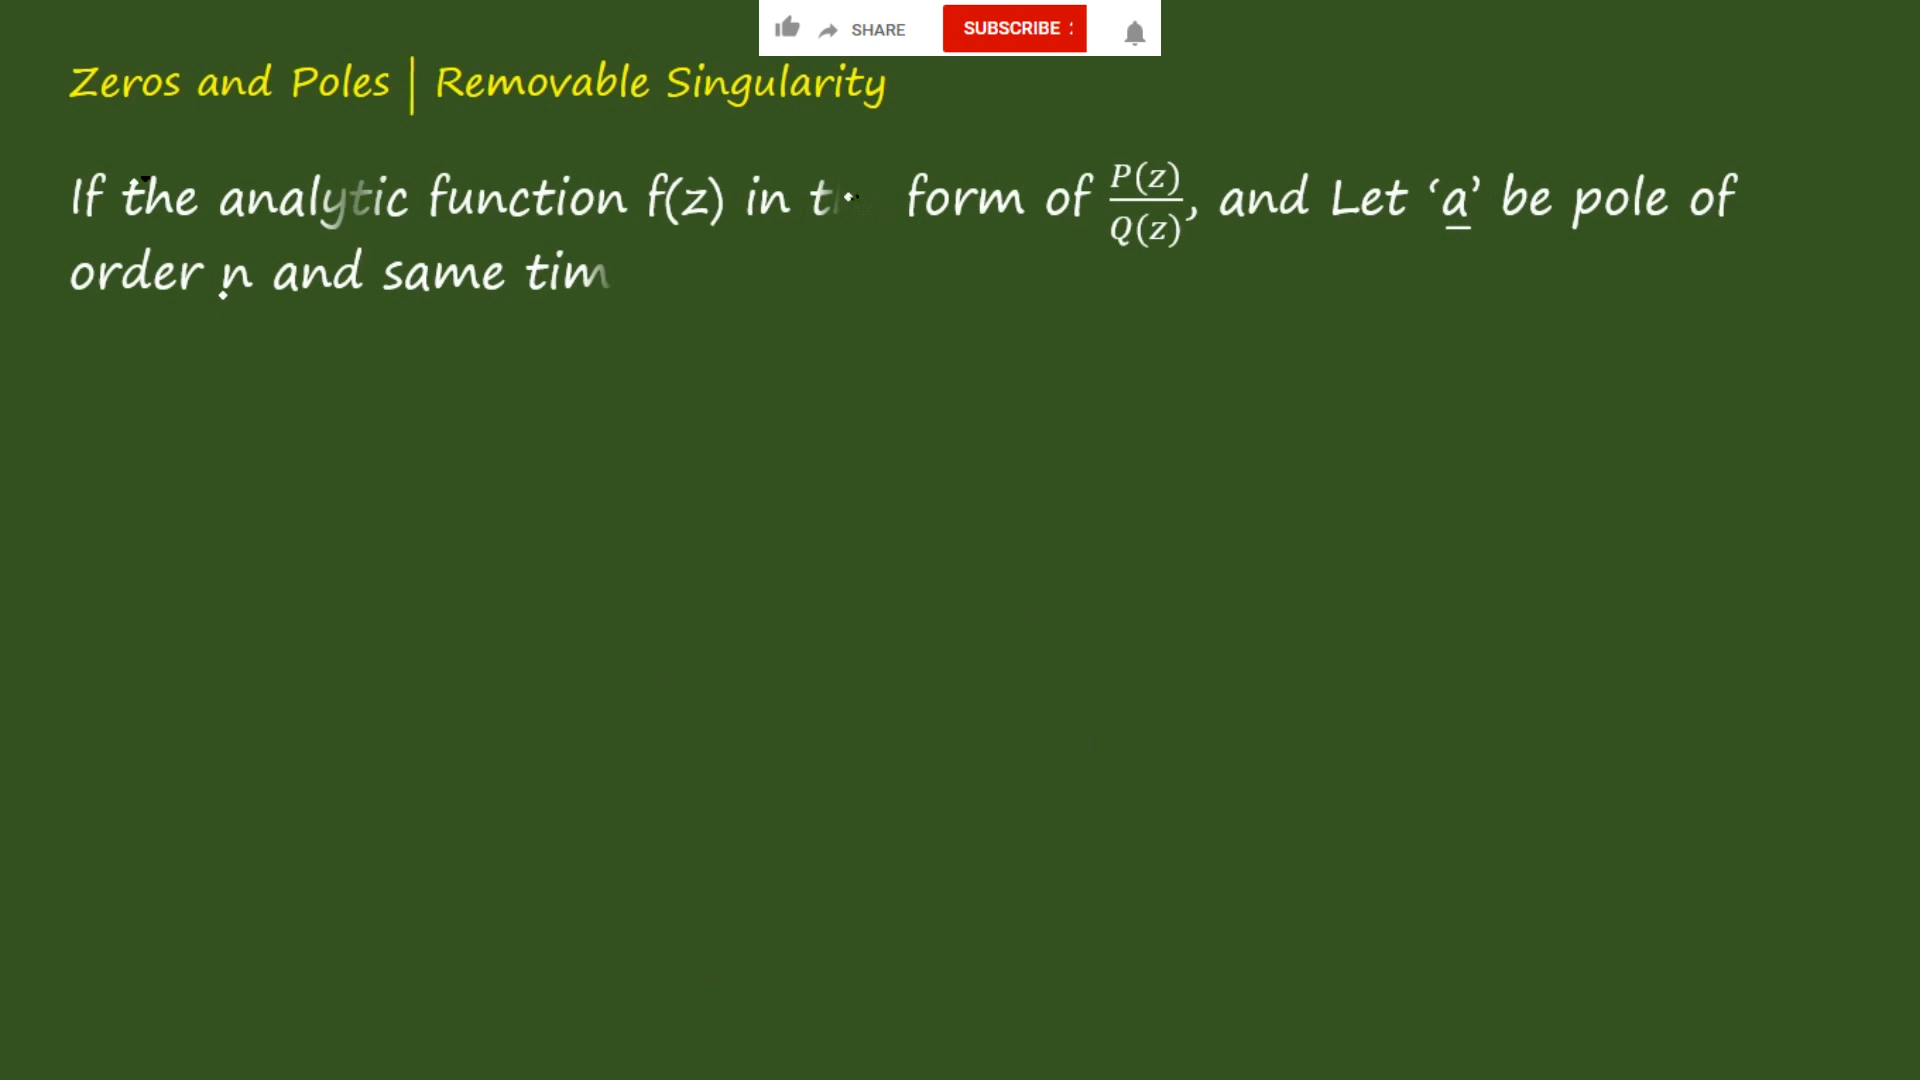 SHARE SUBSCRIBE
Zeros and Poles | Removable Singularity
If the analytic function f(z) in form of P(z)/Q(z), and Let ‘a’ be pole of
order n and same tim